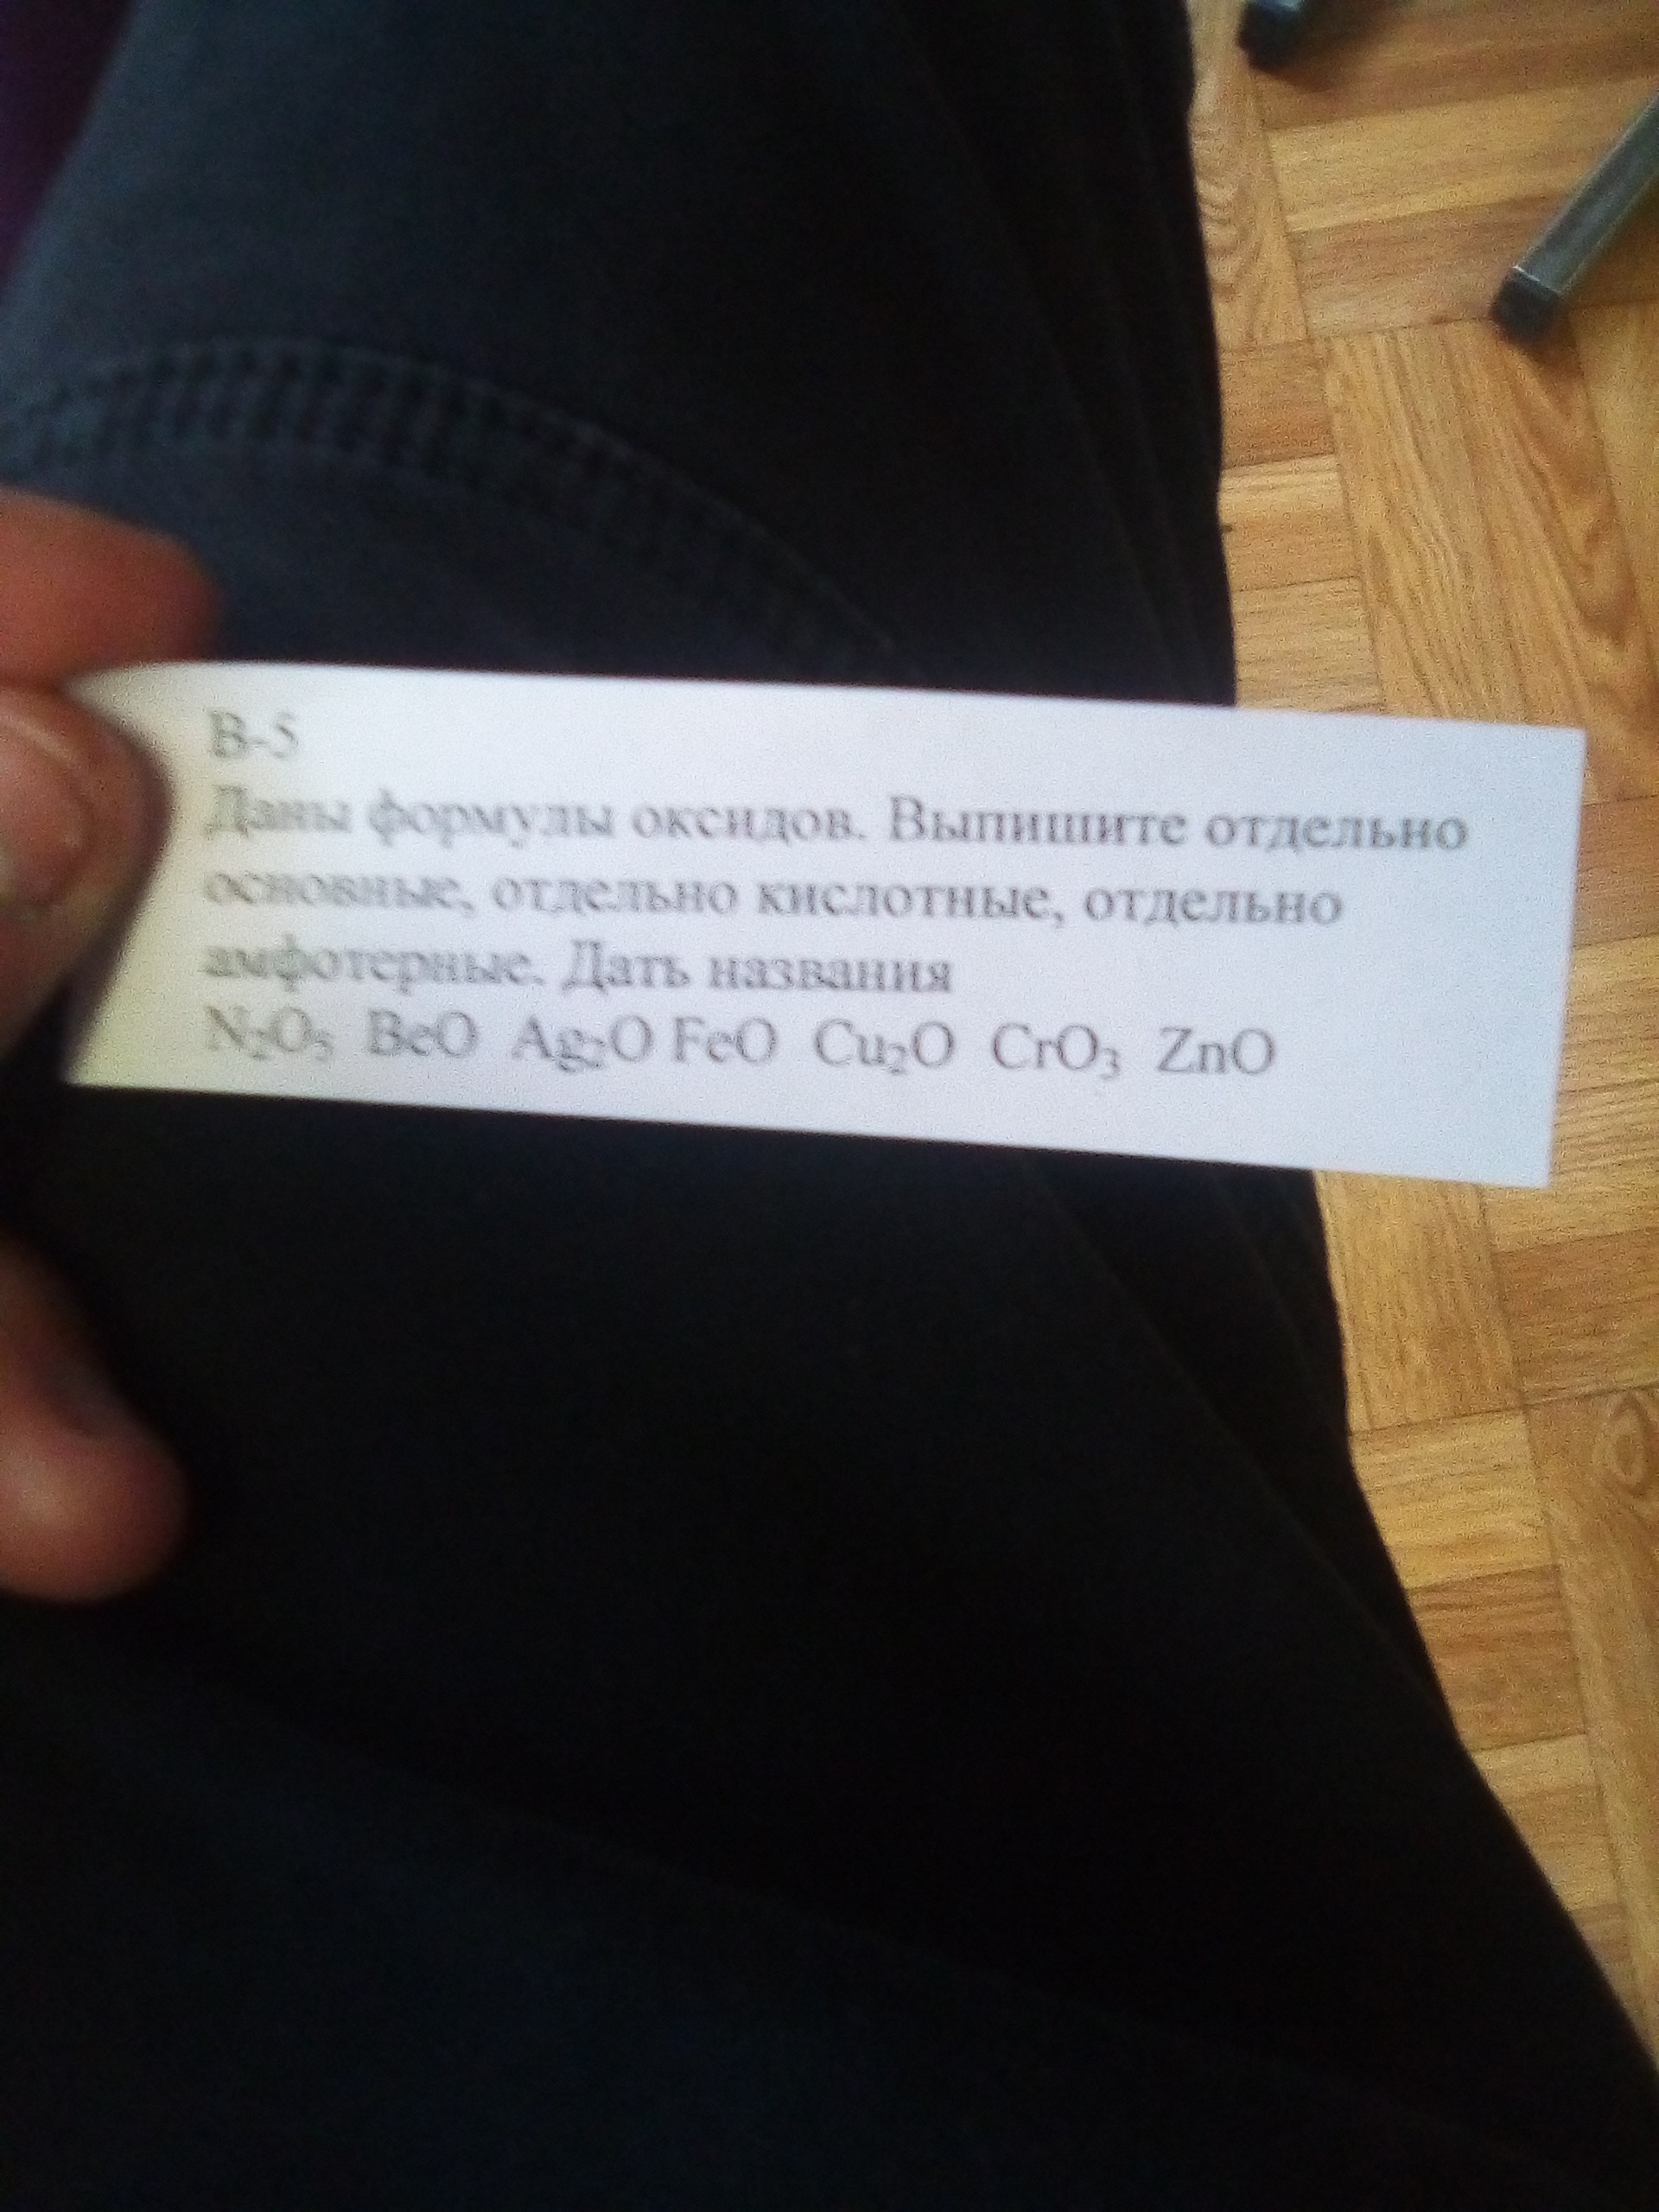 В-5
Даны формулы оксидов. Выпишите отдельно
основные, отдельно кислотные, отдельно
амфотерные. Дать названия
N₂O₅ BeO Ag₂O FeO Cu₂O CrO₃ ZnO